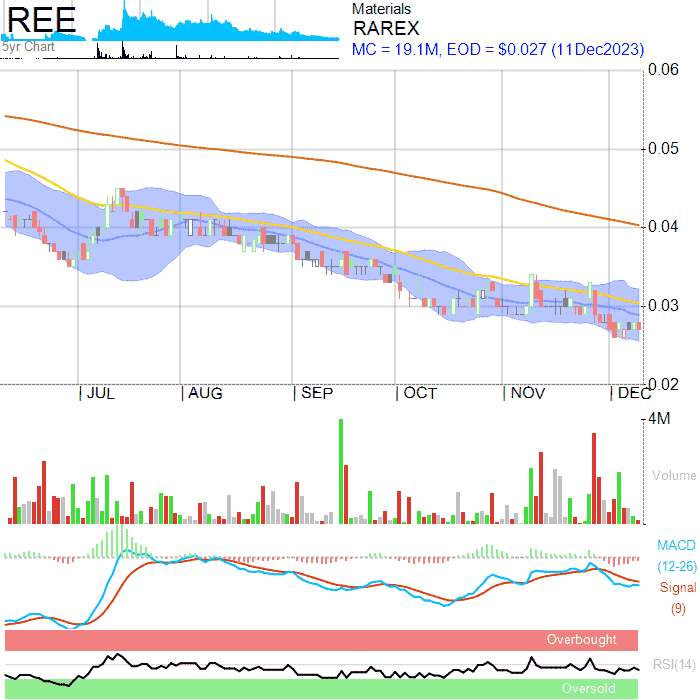 REE
5yr Chart
Materials
RAREX
MC = 19.1M, EOD = $0.027 (11Dec2023)
0.06
0.05
0.04
0.03
0.02
JUL AUG SEP OCT NOV DEC
4M
Volume
MACD
(12-26)
Signal
(9)
Overbought
RSI(14)
Oversold